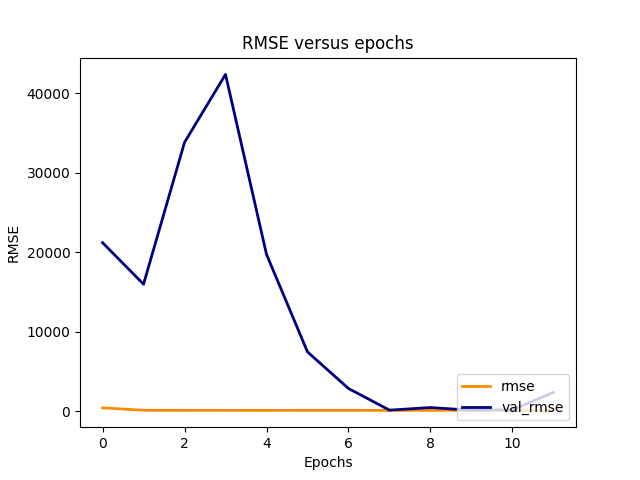 RMSE versus epochs
RMSE
40000
30000
20000
10000
0
rmse
val_rmse
0 2 4 6 8 10
Epochs